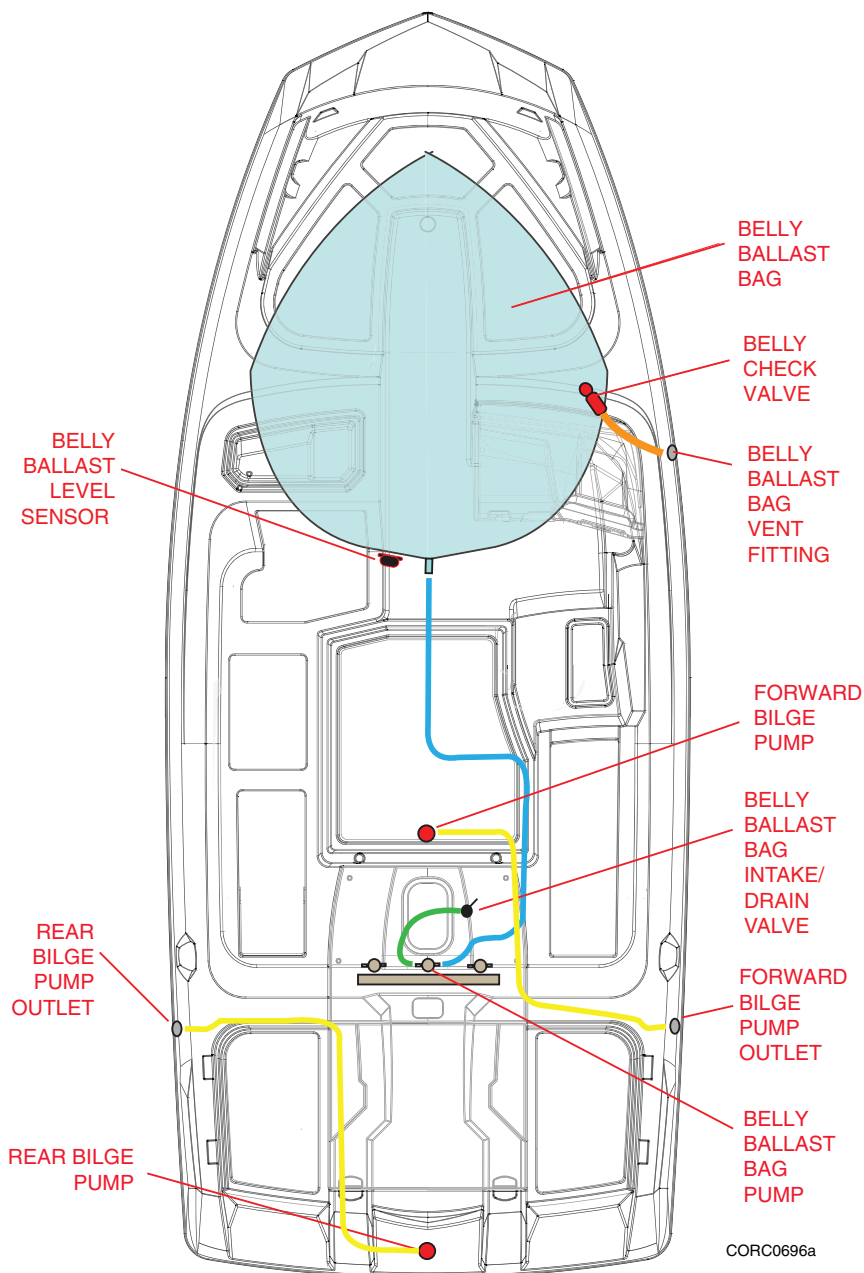 BELLY
BALLAST
BAG
BELLY
CHECK
VALVE
BELLY
BALLAST
LEVEL
SENSOR
BELLY
BALLAST
BAG
VENT
FITTING
FORWARD
BILGE
PUMP
BELLY
BALLAST
BAG
INTAKE/
DRAIN
VALVE
REAR
BILGE
PUMP
OUTLET
FORWARD
BILGE
PUMP
OUTLET
BELLY
BALLAST
BAG
PUMP
REAR BILGE
PUMP
CORC0696a